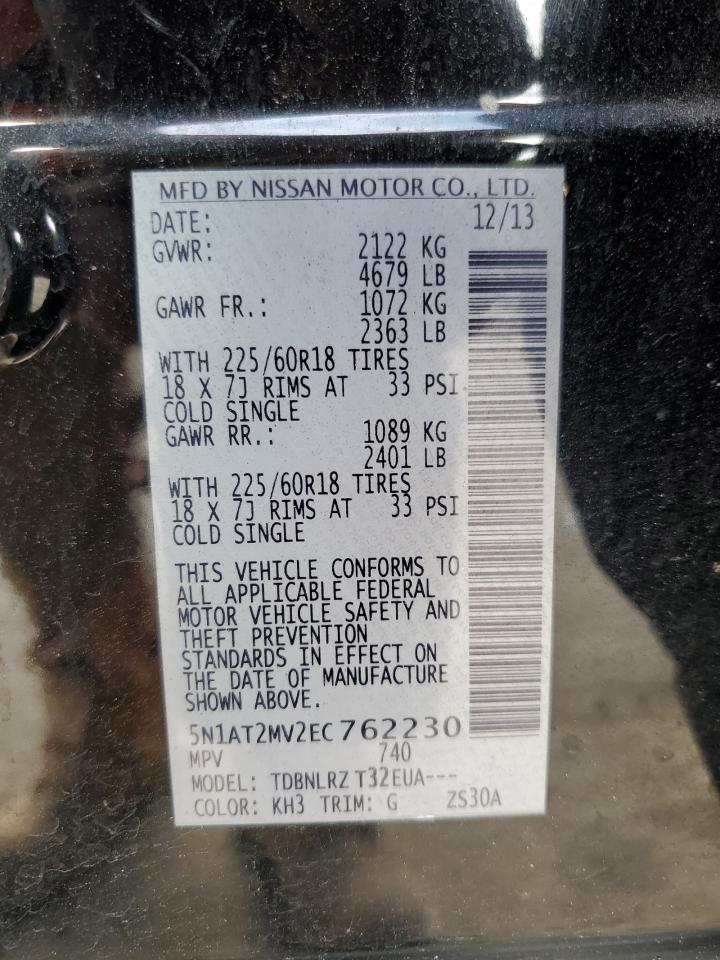 MFD BY NISSAN MOTOR CO., LTD.
DATE: 12/13
GVWR: 2122 KG
4679 LB
GAWR FR.: 1072 KG
2363 LB
WITH 225/60R18 TIRES
18 X 7J RIMS AT 33 PSI
COLD SINGLE
GAWR RR.: 1089 KG
2401 LB
WITH 225/60R18 TIRES
18 X 7J RIMS AT 33 PSI
COLD SINGLE
THIS VEHICLE CONFORMS TO
ALL APPLICABLE FEDERAL
MOTOR VEHICLE SAFETY AND
THEFT PREVENTION
STANDARDS IN EFFECT ON
THE DATE OF MANUFACTURE
SHOWN ABOVE.
5N1AT2MV2EC762230
MPV 740
MODEL: TDBNLRZ T32EUA---
COLOR: KH3 TRIM: G ZS30A